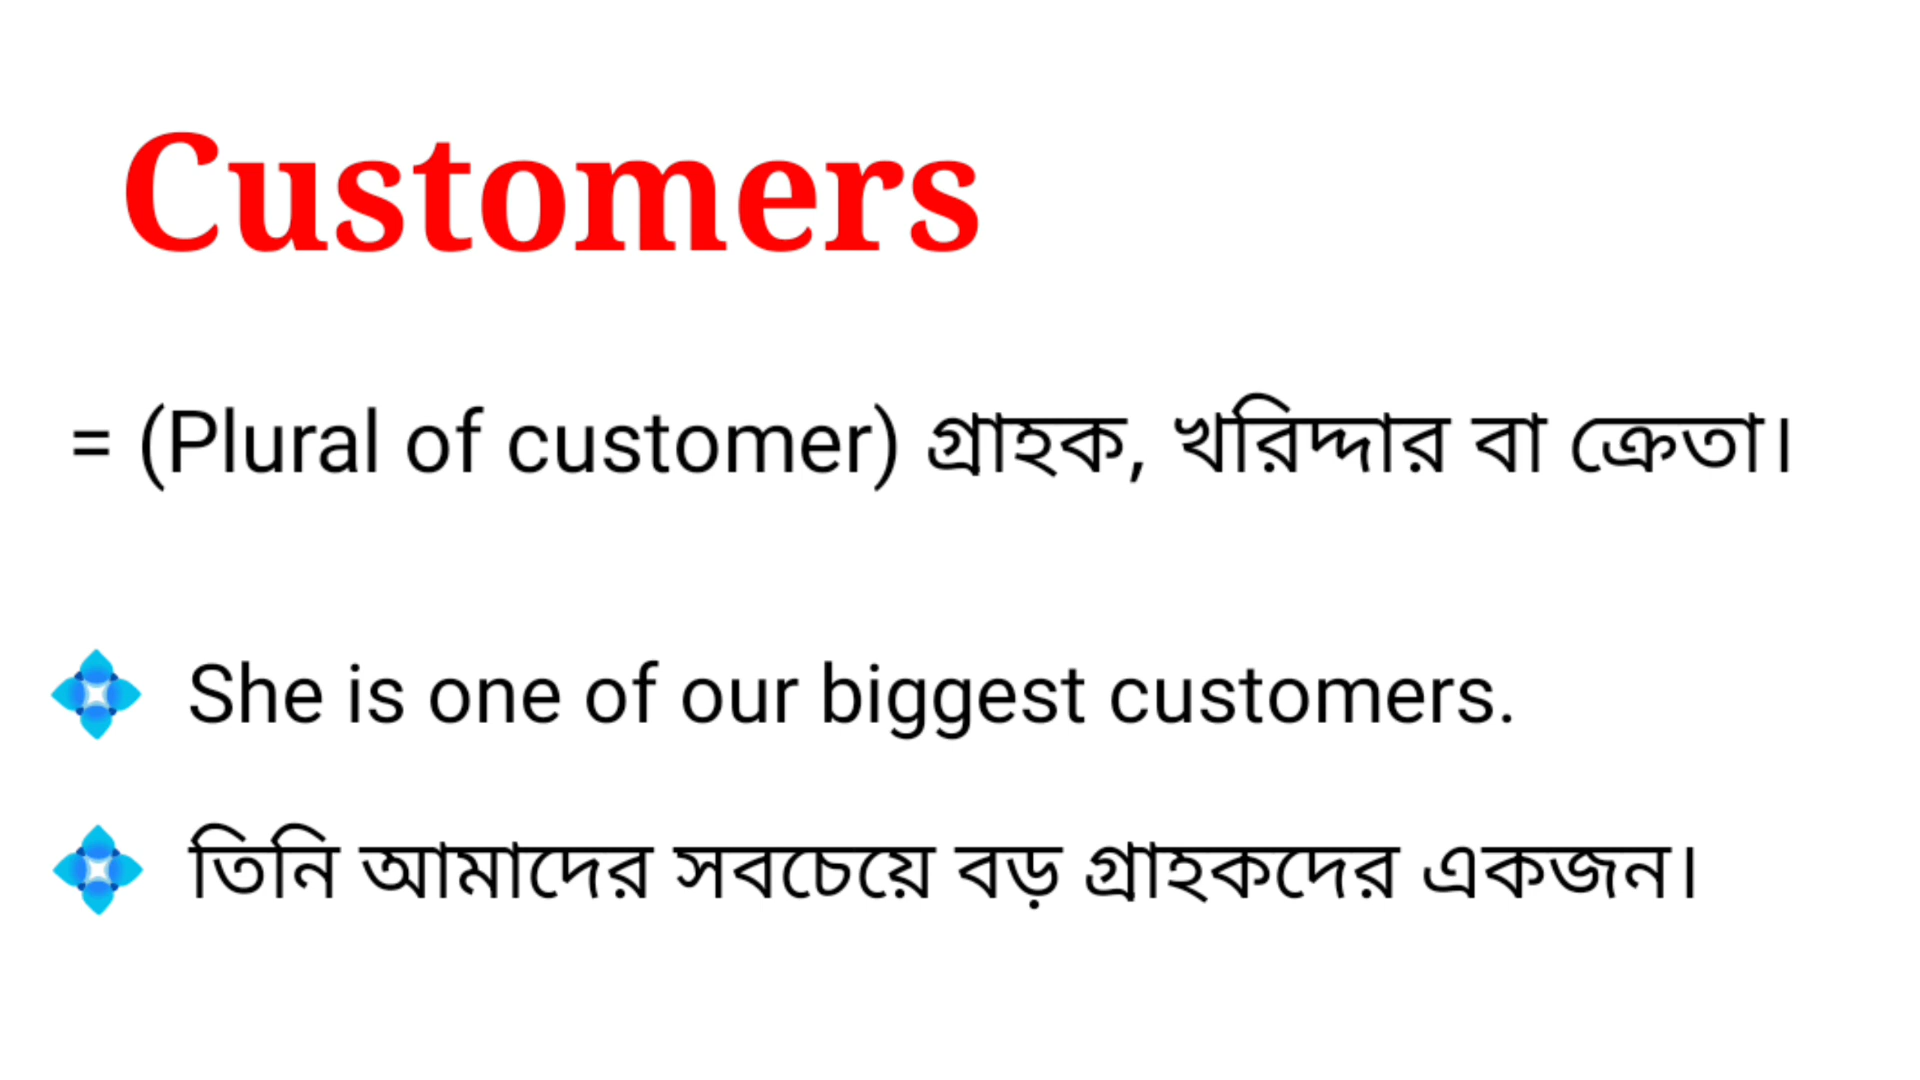 Customers
= (Plural of customer) গ্রাহক, খরিদ্দার বা ক্রেতা।
💠 She is one of our biggest customers.
💠 তিনি আমাদের সবচেয়ে বড় গ্রাহকদের একজন।